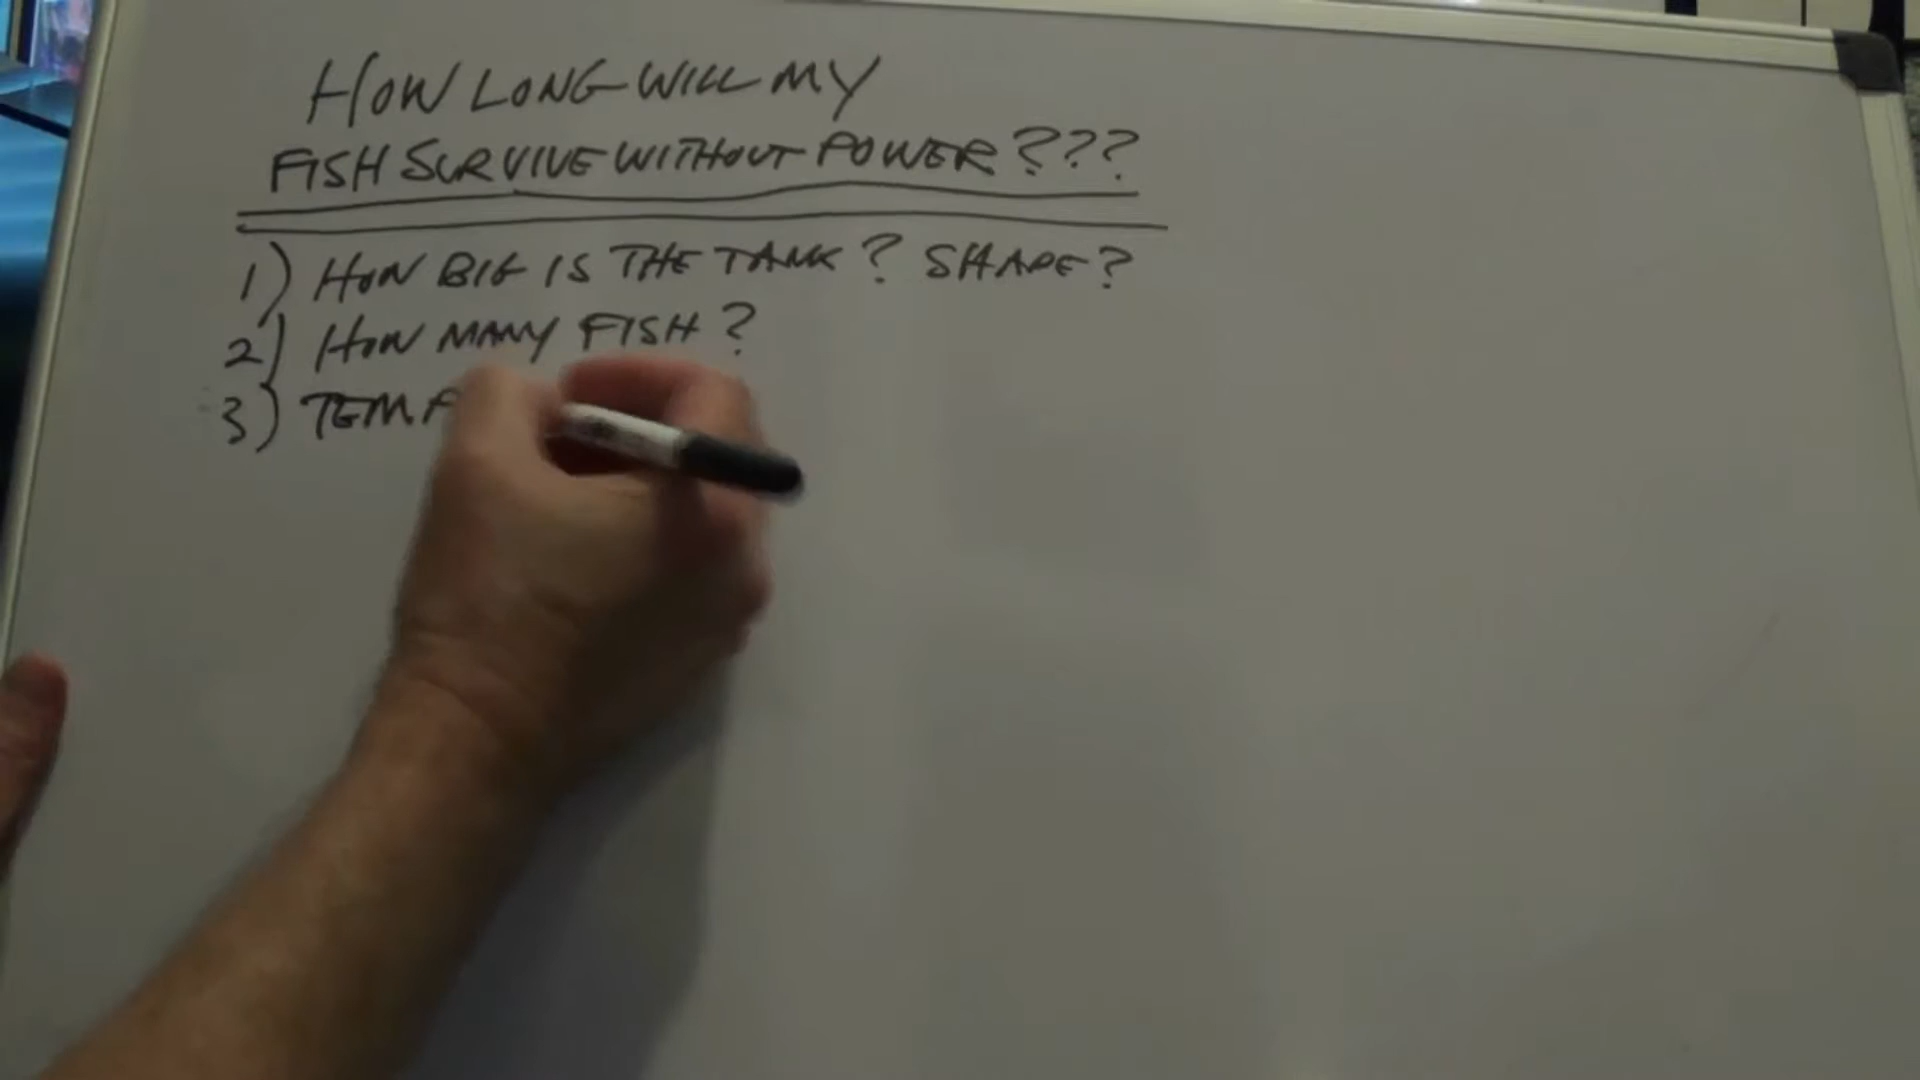 HOW LONG WILL MY
FISH SURVIVE WITHOUT POWER???
1) HOW BIG IS THE TANK? SHAPE?
2) HOW MANY FISH?
3) TEMP